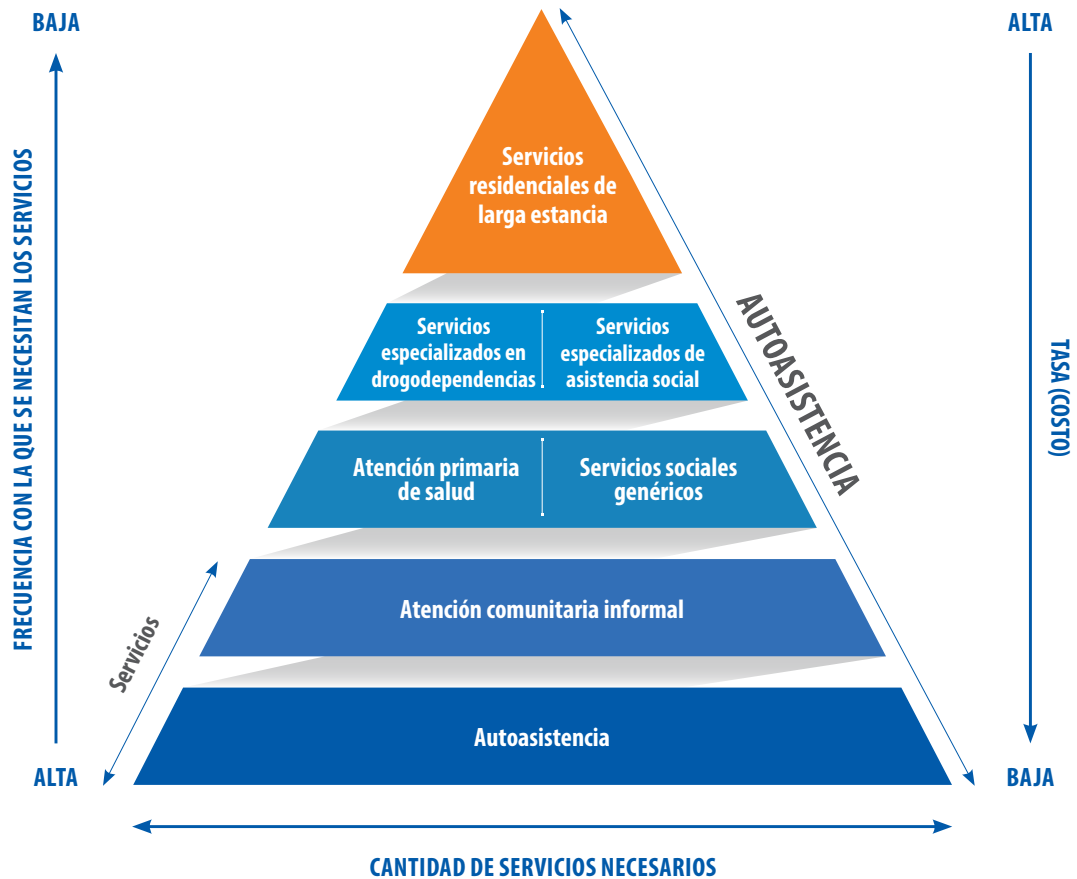 BAJA
ALTA
FRECUENCIA CON LA QUE SE NECESITAN LOS SERVICIOS
Servicios
residenciales de
larga estancia
Servicios
especializados en
drogodependencias
Servicios
especializados de
asistencia social
AUTOASISTENCIA
TASA (COSTO)
Atención primaria
de salud
Servicios sociales
genéricos
Atención comunitaria informal
Servicios
Autoasistencia
ALTA
BAJA
CANTIDAD DE SERVICIOS NECESARIOS